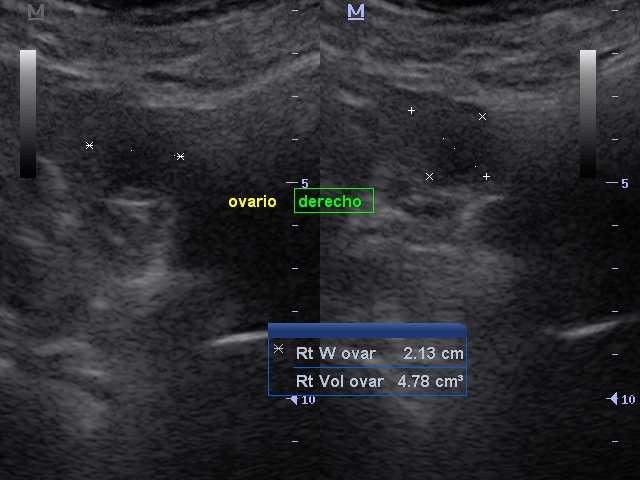 M
M
5
5
ovario derecho
Rt W ovar 2.13 cm
Rt Vol ovar 4.78 cm³
10
10